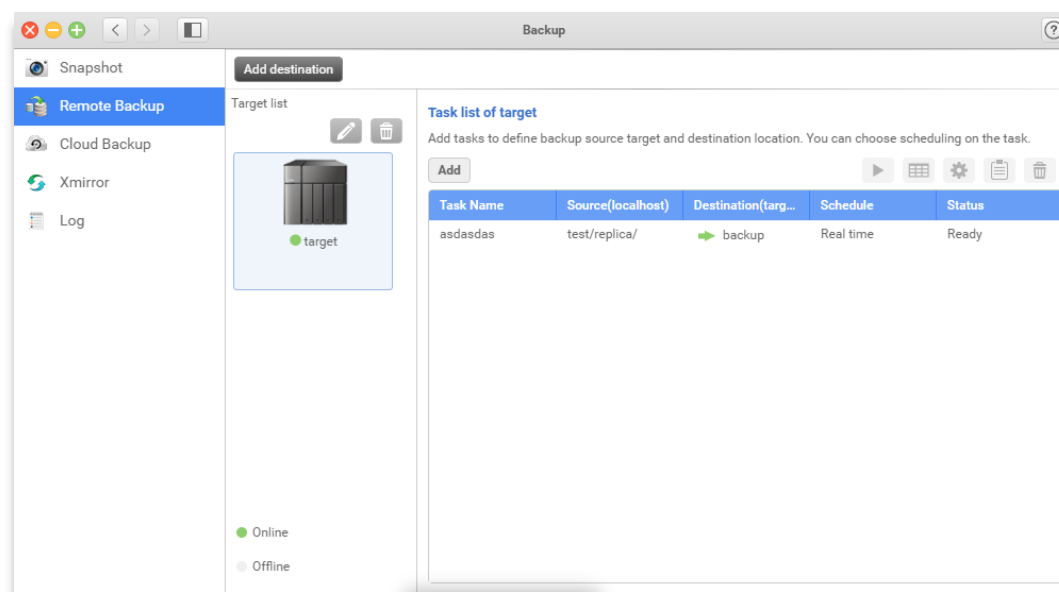 Backup
?
Snapshot
Remote Backup
Cloud Backup
Xmirror
Log
Add destination
Target list
target
Online
Offline
Task list of target
Add tasks to define backup source target and destination location. You can choose scheduling on the task.
Add
Task Name Source(localhost) Destination(targ... Schedule Status
asdasdas test/replica/ backup Real time Ready